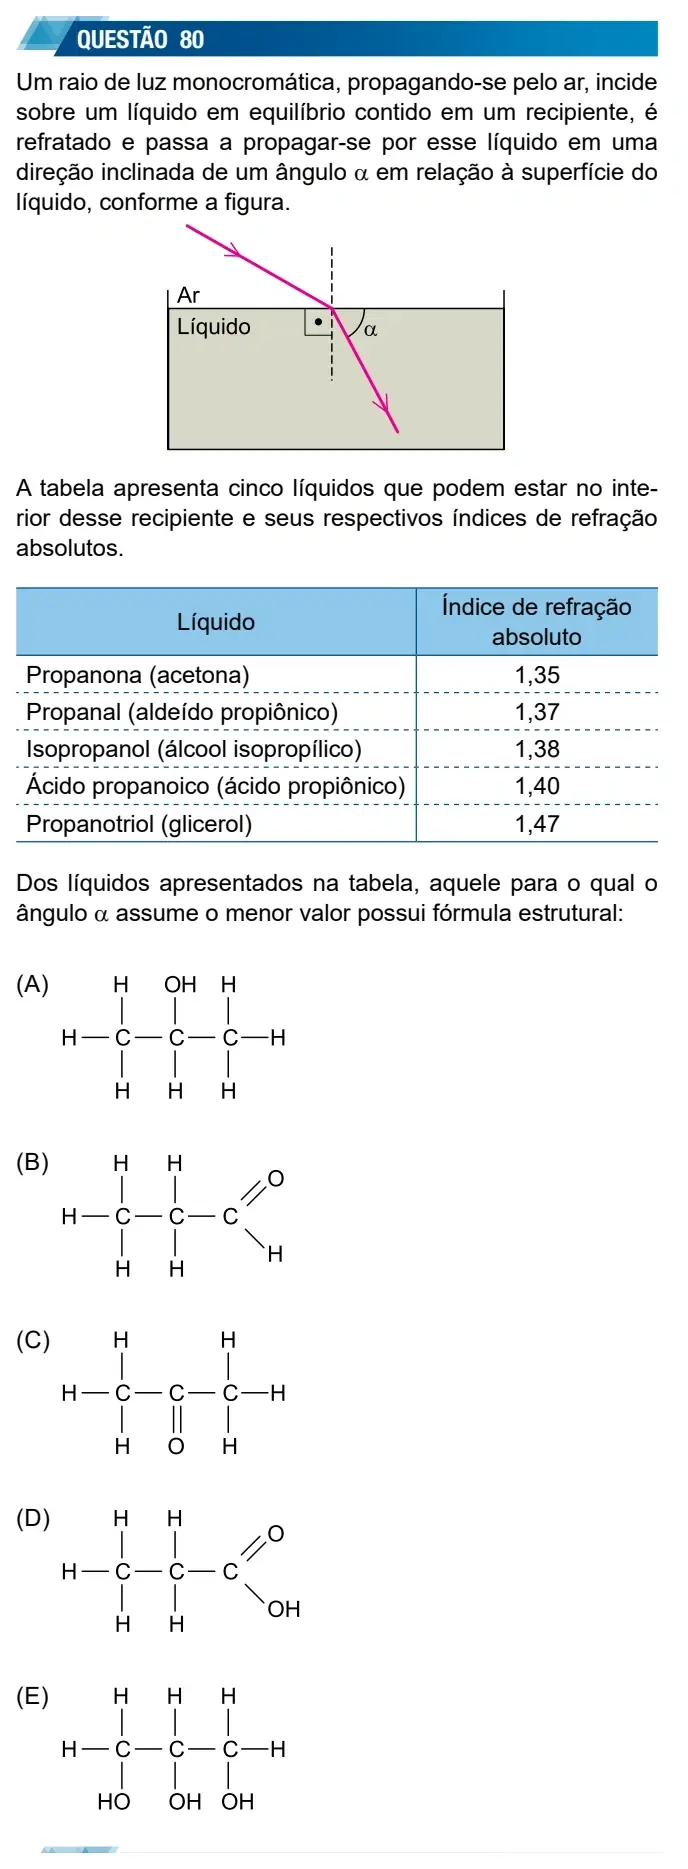 QUESTÃO 80
Um raio de luz monocromática, propagando-se pelo ar, incide
sobre um líquido em equilíbrio contido em um recipiente, é
refratado e passa a propagar-se por esse líquido em uma
direção inclinada de um ângulo α em relação à superfície do
líquido, conforme a figura.
Ar
Líquido α
A tabela apresenta cinco líquidos que podem estar no inte-
rior desse recipiente e seus respectivos índices de refração
absolutos.
Líquido Índice de refração
absoluto
Propanona (acetona) 1,35
Propanal (aldeído propiônico) 1,37
Isopropanol (álcool isopropílico) 1,38
Ácido propanoico (ácido propiônico) 1,40
Propanotriol (glicerol) 1,47
Dos líquidos apresentados na tabela, aquele para o qual o
ângulo α assume o menor valor possui fórmula estrutural:
(A) H OH H
H C C C H
H H H
(B) H H O
H C C C
H H H
(C) H H
H C C C H
H O H
(D) H H O
H C C C
H H OH
(E) H H H
H C C C H
HO OH OH